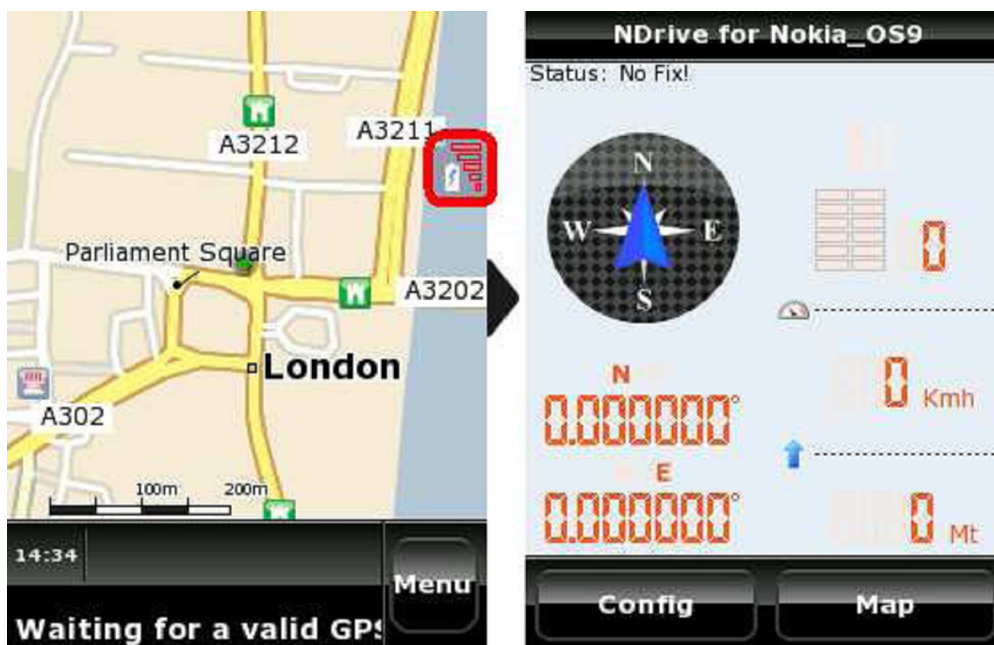 A3212
A3211
Parliament Square
A3202
London
A302
100m 200m
14:34
Menu
Waiting for a valid GPS
NDrive for Nokia_OS9
Status: No Fix!
N
W E
S
0
0 Kmh
N
0.000000°
E
0.000000°
0 Mt
Config Map